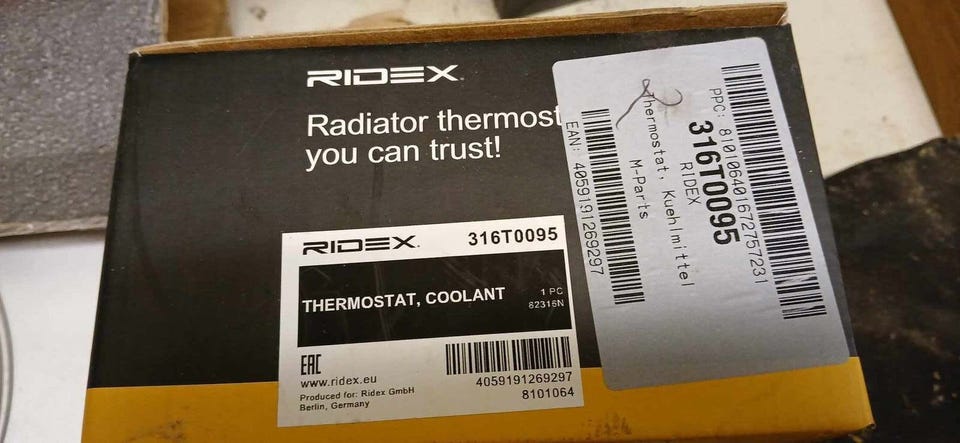 RIDEX
Radiator thermost
you can trust!
RIDEX. 316T0095
THERMOSTAT, COOLANT
1 PC
82316N
EAC
www.ridex.eu
Produced for: Ridex GmbH
Berlin, Germany
4059191269297
8101064
PPC: 8101064016727577231
316T0095
RIDEX
Thermostat, Kuehlmittel
M-Parts
EAN: 4059191269297